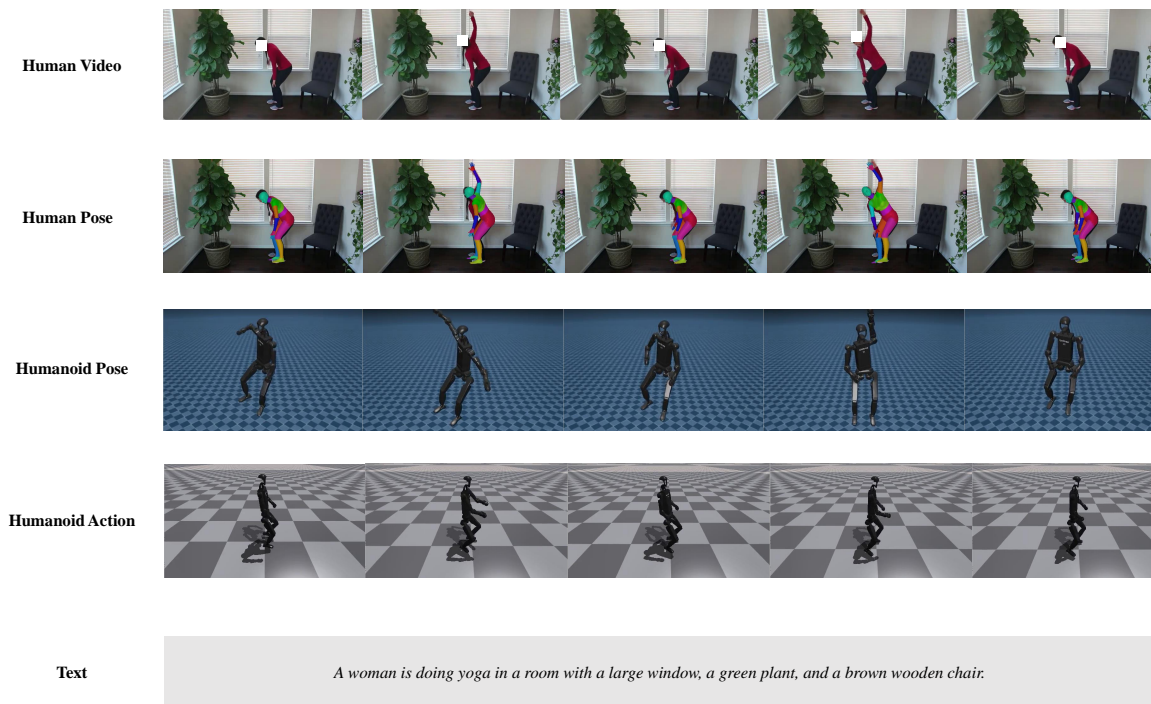 Human Video
Human Pose
Humanoid Pose
Humanoid Action
Text
A woman is doing yoga in a room with a large window, a green plant, and a brown wooden chair.